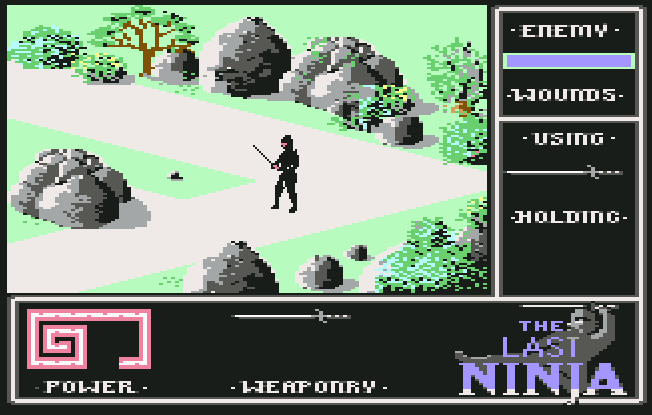 ·ENEMY·
·WOUNDS·
·USING·
·HOLDING·
·POWER·
·WEAPONRY·
THE
LAST
NINJA